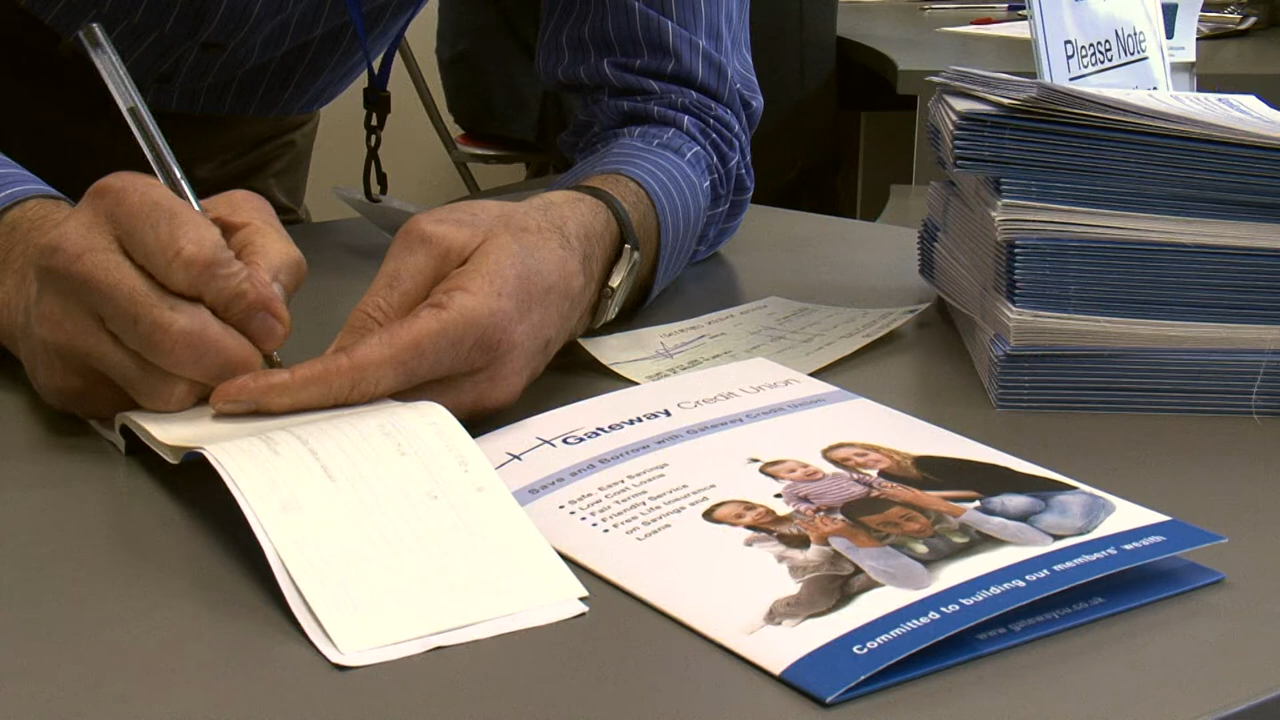 Please Note
Gateway Credit Union
Save and Borrow with Gateway Credit Union
• Safe, Easy Savings
• Low Cost Loans
• Fair Terms
• Friendly Service
• Free Life Insurance
on Savings and
Loans
Committed to building our members' wealth
www.gatewaycu.co.uk